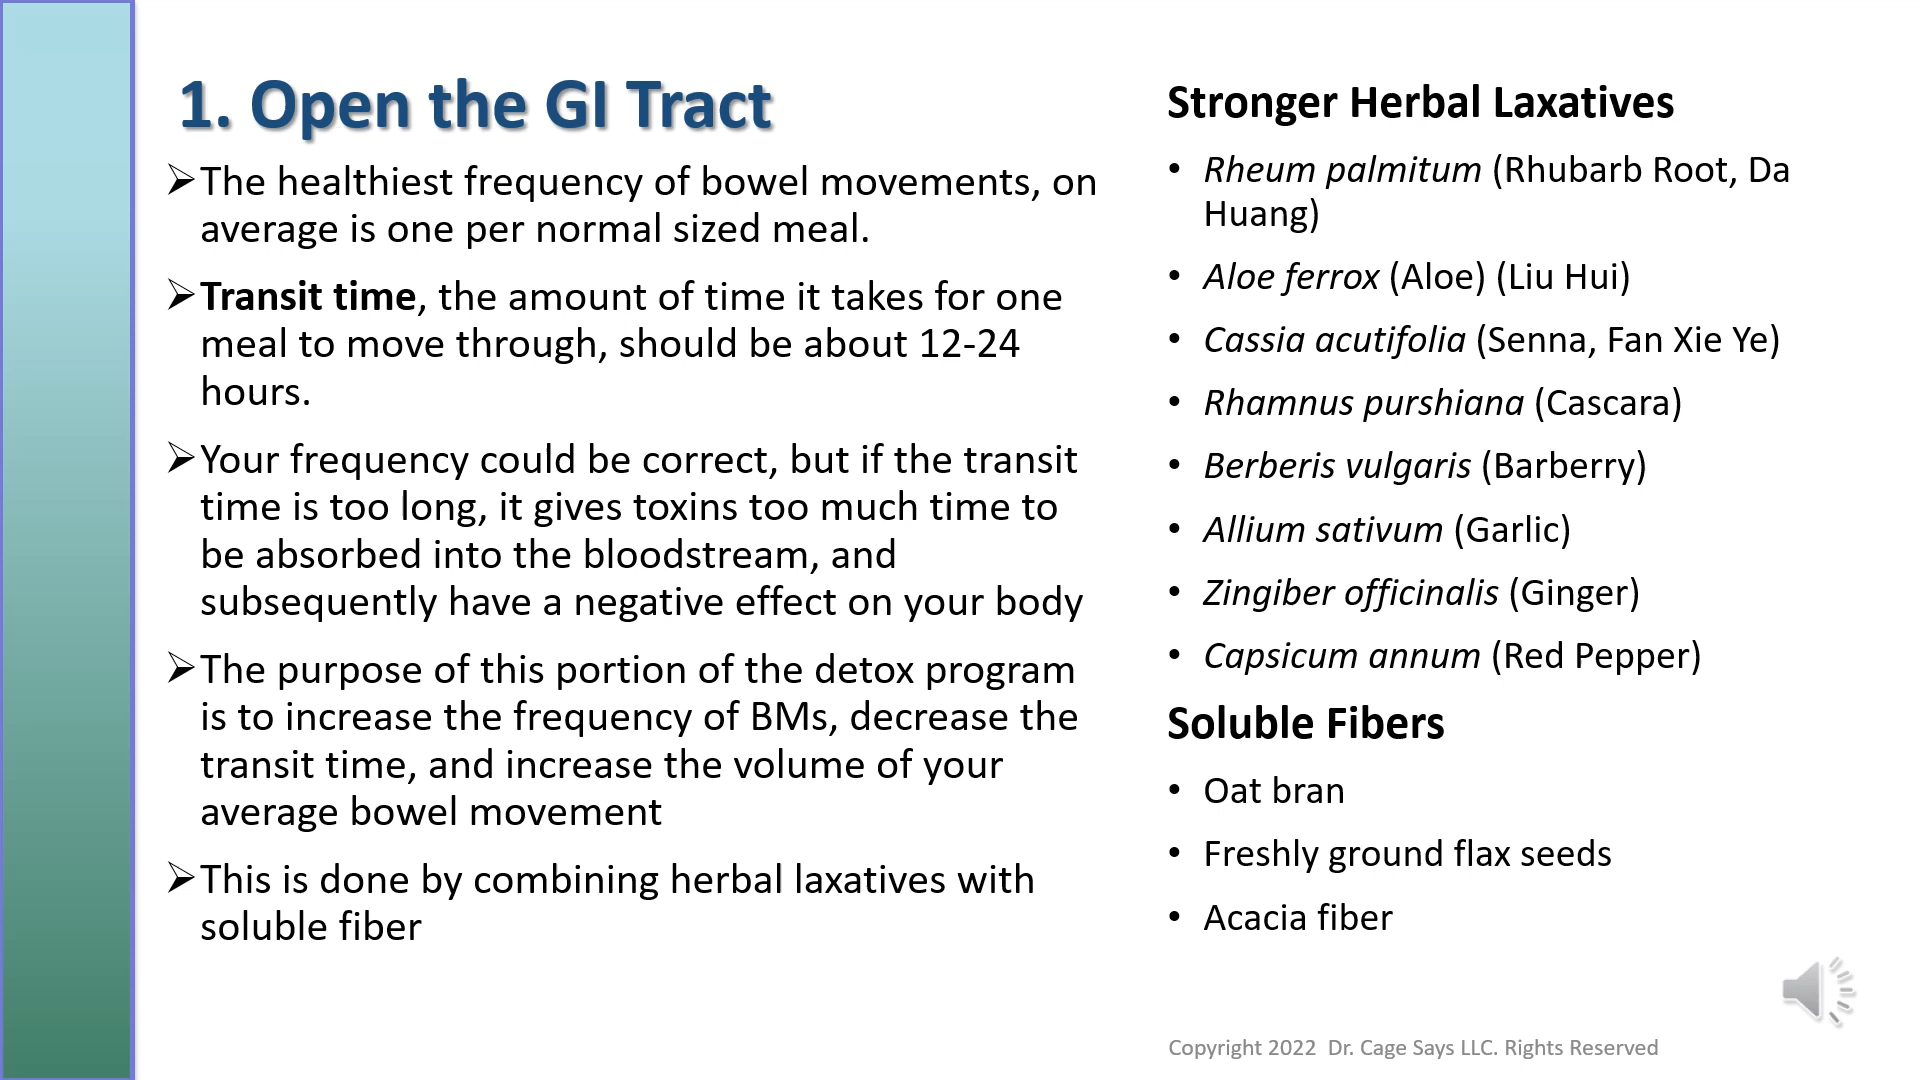 1. Open the GI Tract
➢The healthiest frequency of bowel movements, on
average is one per normal sized meal.
➢Transit time, the amount of time it takes for one
meal to move through, should be about 12-24
hours.
➢Your frequency could be correct, but if the transit
time is too long, it gives toxins too much time to
be absorbed into the bloodstream, and
subsequently have a negative effect on your body
➢The purpose of this portion of the detox program
is to increase the frequency of BMs, decrease the
transit time, and increase the volume of your
average bowel movement
➢This is done by combining herbal laxatives with
soluble fiber
Stronger Herbal Laxatives
• Rheum palmitum (Rhubarb Root, Da
Huang)
• Aloe ferrox (Aloe) (Liu Hui)
• Cassia acutifolia (Senna, Fan Xie Ye)
• Rhamnus purshiana (Cascara)
• Berberis vulgaris (Barberry)
• Allium sativum (Garlic)
• Zingiber officinalis (Ginger)
• Capsicum annum (Red Pepper)
Soluble Fibers
• Oat bran
• Freshly ground flax seeds
• Acacia fiber
Copyright 2022 Dr. Cage Says LLC. Rights Reserved